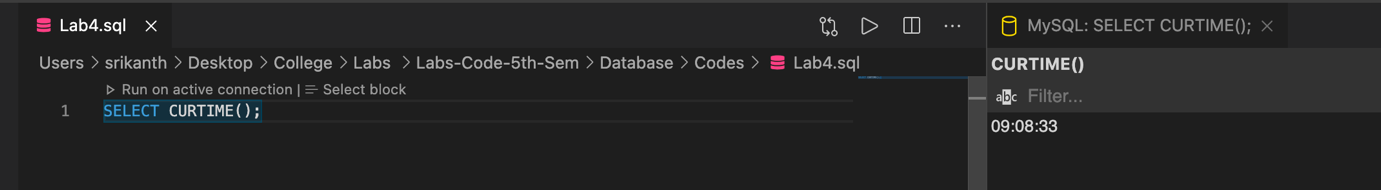 Lab4.sql
MySQL: SELECT CURTIME();
Users > srikanth > Desktop > College > Labs > Labs-Code-5th-Sem > Database > Codes > Lab4.sql
Run on active connection | Select block
1 SELECT CURTIME();
CURTIME()
abc Filter...
09:08:33